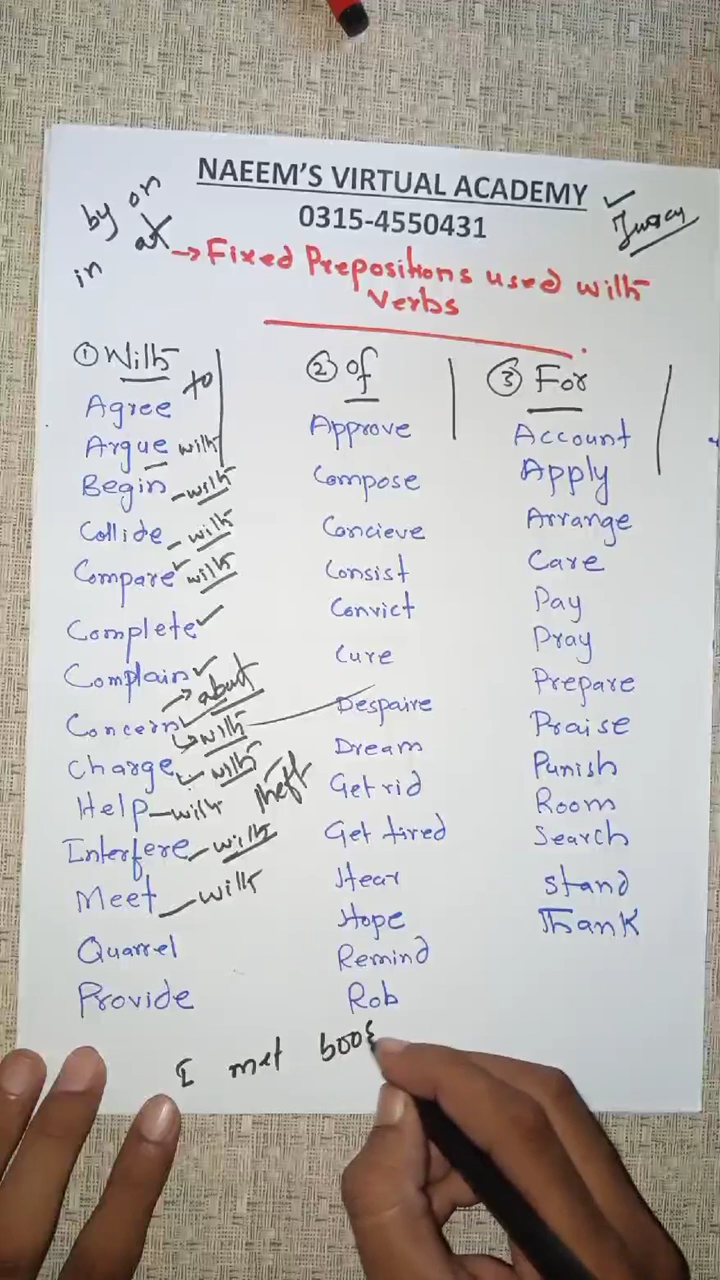 NAEEM'S VIRTUAL ACADEMY
0315-4550431
by on
in at
→ Fixed Prepositions used with
Verbs
① With
Agree to
Argue with
Begin - with
Collide - with
Compare with
Complete
Complain
Concern → about
↳ with
Charge with theft
Help - with
Interfere - with
Meet - with
Quarrel
Provide
② Of
Approve
Compose
Concieve
Consist
Convict
Cure
Despaire
Dream
Get rid
Get tired
Hear
Hope
Remind
Rob
③ For
Account
Apply
Arrange
Care
Pay
Pray
Prepare
Praise
Punish
Room
Search
Stand
Thank
I met